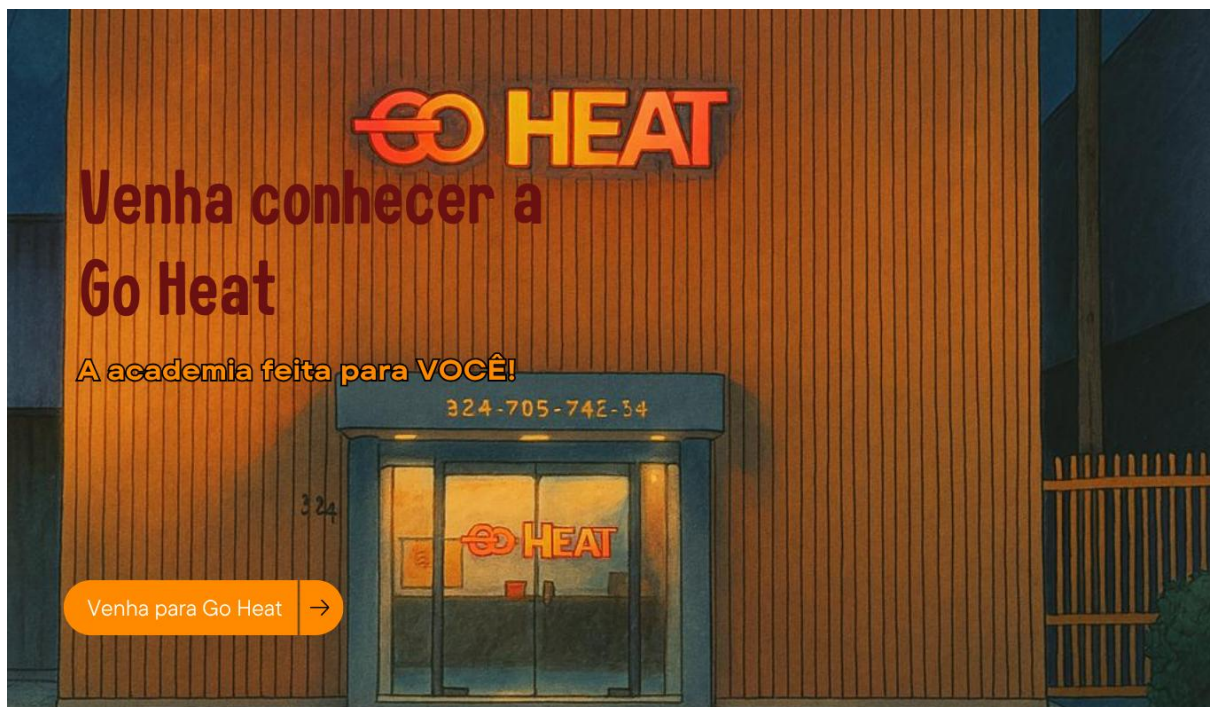 GO HEAT
Venha conhecer a
Go Heat
A academia feita para VOCÊ!
324-705-742-54
324
GO HEAT
Venha para Go Heat →